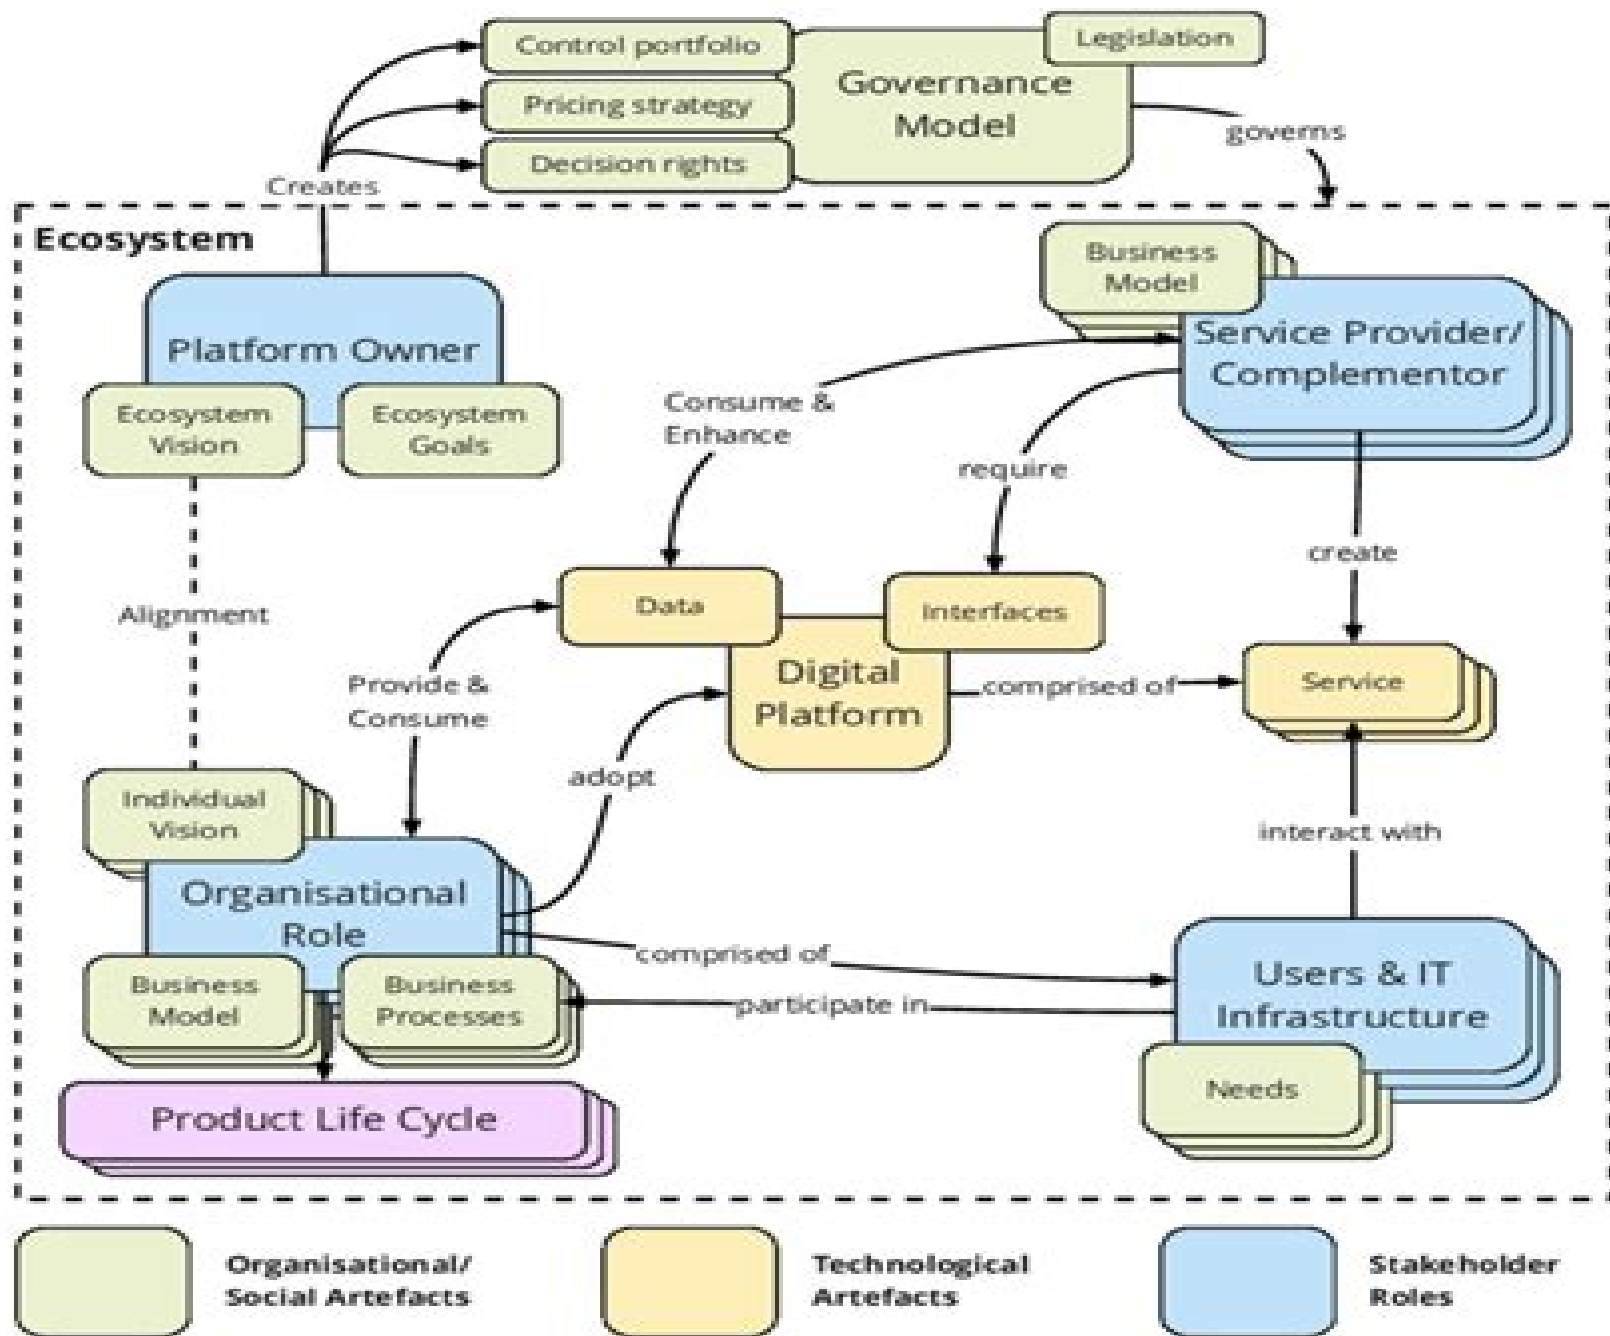 Control portfolio
Legislation
Governance
Model
Pricing strategy
governs
Decision rights
Creates
Ecosystem
Business
Model
Platform Owner
Service Provider/
Complementor
Ecosystem
Vision
Ecosystem
Goals
Consume &
Enhance
require
create
Alignment
Data
Interfaces
Digital
Platform
Provide &
Consume
comprised of
Service
adopt
Individual
Vision
interact with
Organisational
Role
comprised of
Users & IT
Infrastructure
Business
Model
Business
Processes
participate in
Needs
Product Life Cycle
Organisational/
Social Artefacts
Technological
Artefacts
Stakeholder
Roles